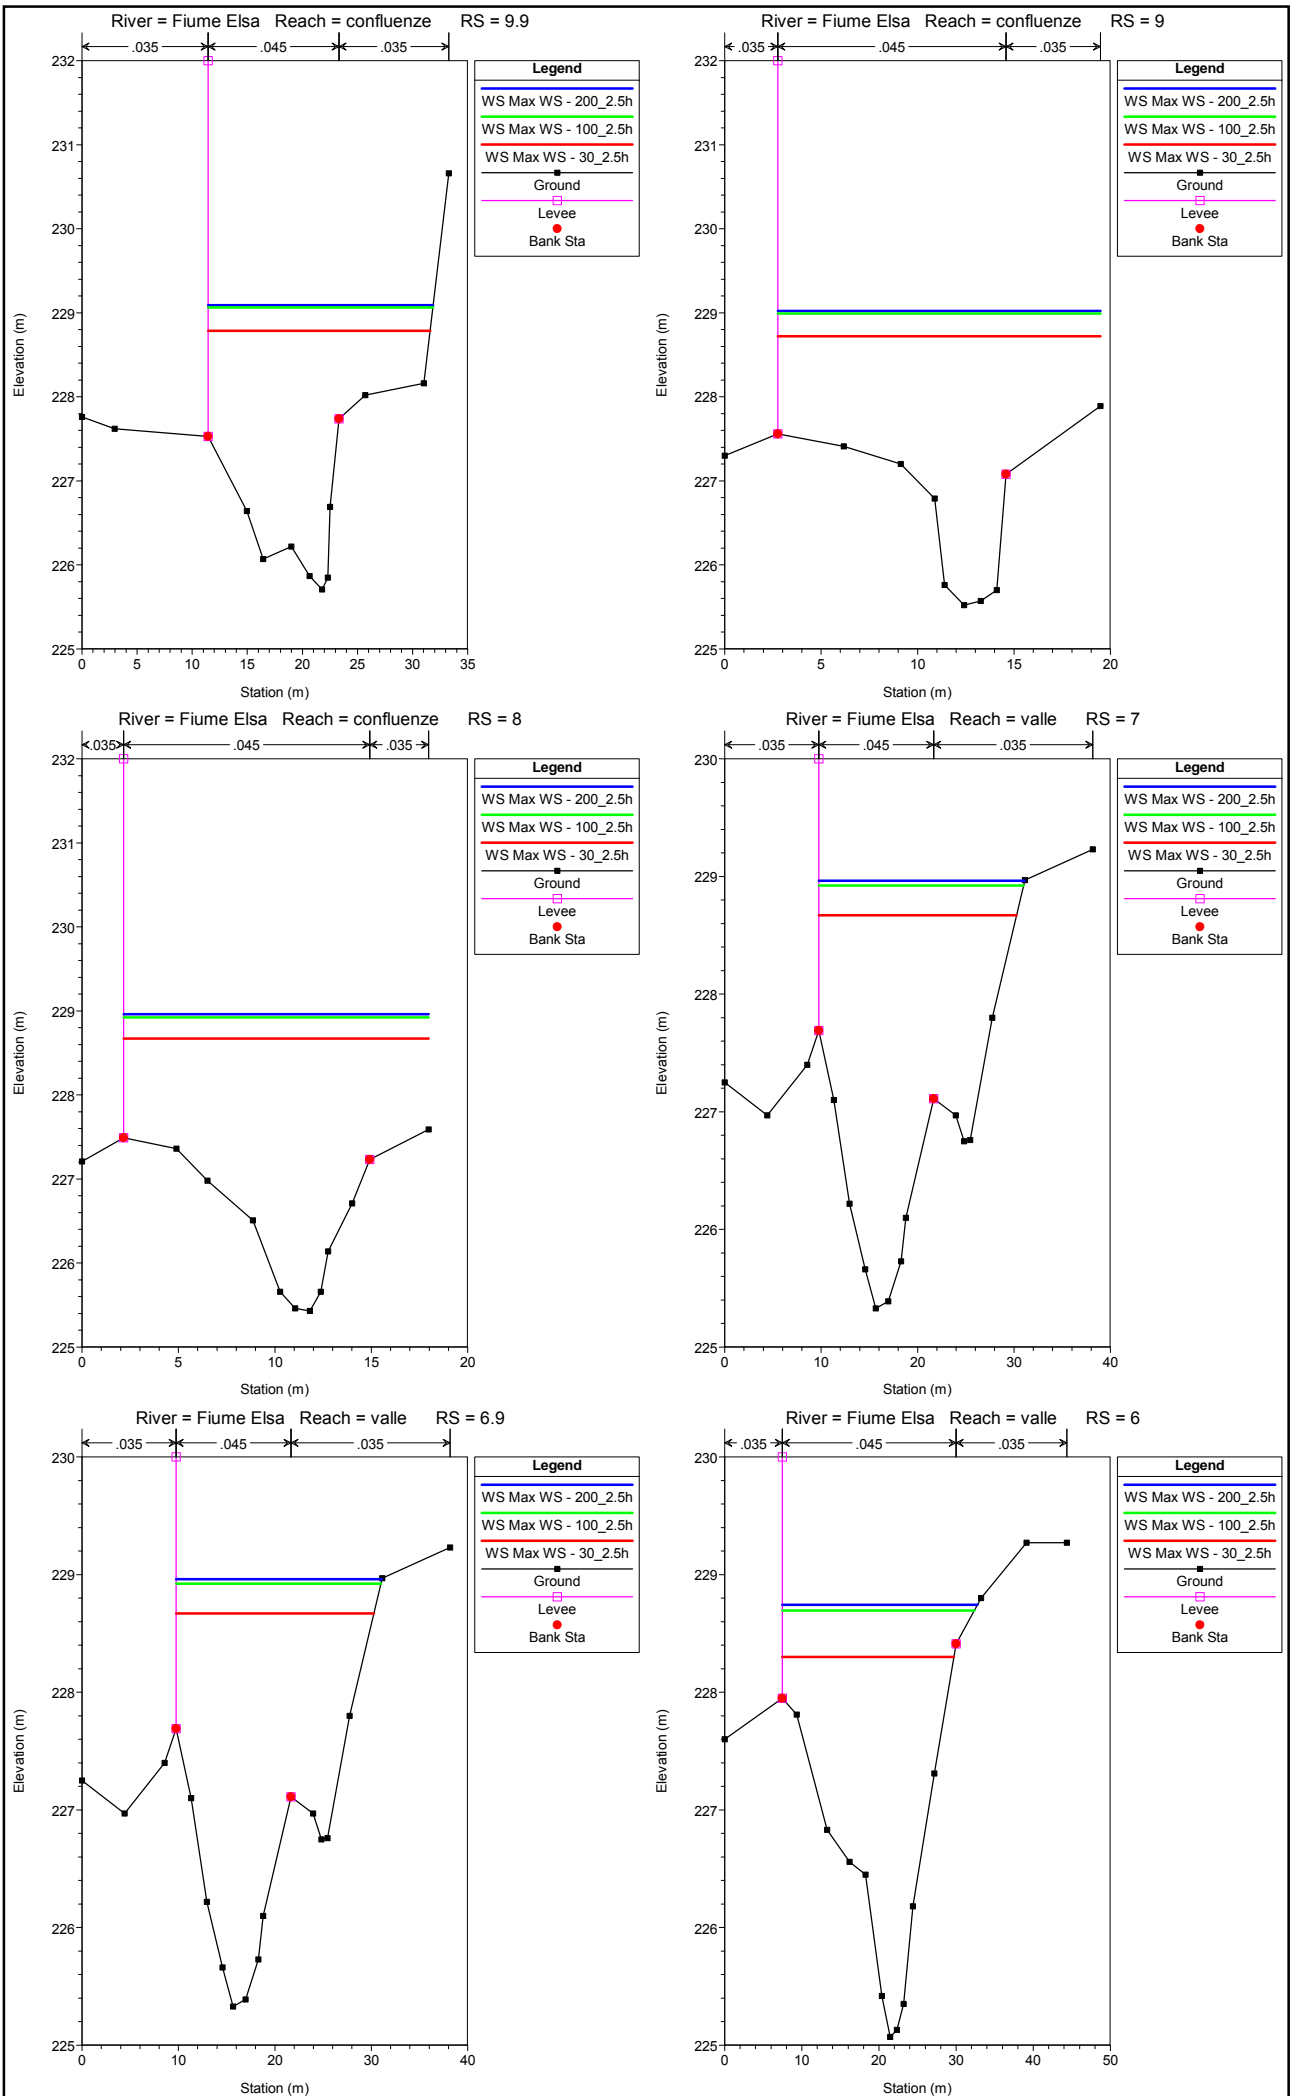 River = Fiume Elsa Reach = confluenze RS = 9.9
.035 .045 .035
232
231
230
229
228
227
226
225
0 5 10 15 20 25 30 35
Station (m)
Elevation (m)
Legend
WS Max WS - 200_2.5h
WS Max WS - 100_2.5h
WS Max WS - 30_2.5h
Ground
Levee
Bank Sta
River = Fiume Elsa Reach = confluenze RS = 9
.035 .045 .035
232
231
230
229
228
227
226
225
0 5 10 15 20
Station (m)
Elevation (m)
Legend
WS Max WS - 200_2.5h
WS Max WS - 100_2.5h
WS Max WS - 30_2.5h
Ground
Levee
Bank Sta
River = Fiume Elsa Reach = confluenze RS = 8
.035 .045 .035
232
231
230
229
228
227
226
225
0 5 10 15 20
Station (m)
Elevation (m)
Legend
WS Max WS - 200_2.5h
WS Max WS - 100_2.5h
WS Max WS - 30_2.5h
Ground
Levee
Bank Sta
River = Fiume Elsa Reach = valle RS = 7
.035 .045 .035
230
229
228
227
226
225
0 10 20 30 40
Station (m)
Elevation (m)
Legend
WS Max WS - 200_2.5h
WS Max WS - 100_2.5h
WS Max WS - 30_2.5h
Ground
Levee
Bank Sta
River = Fiume Elsa Reach = valle RS = 6.9
.035 .045 .035
230
229
228
227
226
225
0 10 20 30 40
Station (m)
Elevation (m)
Legend
WS Max WS - 200_2.5h
WS Max WS - 100_2.5h
WS Max WS - 30_2.5h
Ground
Levee
Bank Sta
River = Fiume Elsa Reach = valle RS = 6
.035 .045 .035
230
229
228
227
226
225
0 10 20 30 40 50
Station (m)
Elevation (m)
Legend
WS Max WS - 200_2.5h
WS Max WS - 100_2.5h
WS Max WS - 30_2.5h
Ground
Levee
Bank Sta